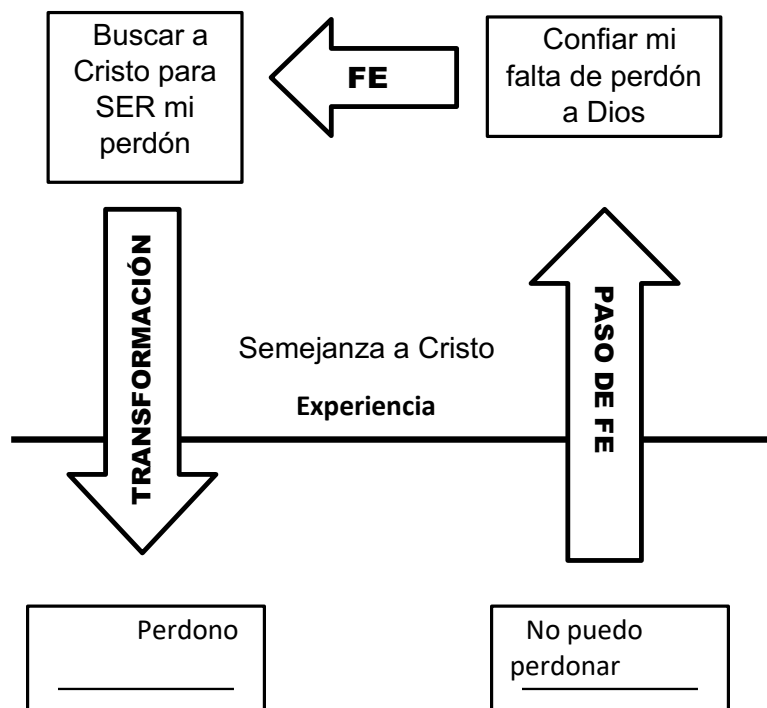 Buscar a
Cristo para
SER mi
perdón
FE
Confiar mi
falta de perdón
a Dios
TRANSFORMACIÓN
Semejanza a Cristo
Experiencia
PASO DE FE
Perdono
No puedo
perdonar